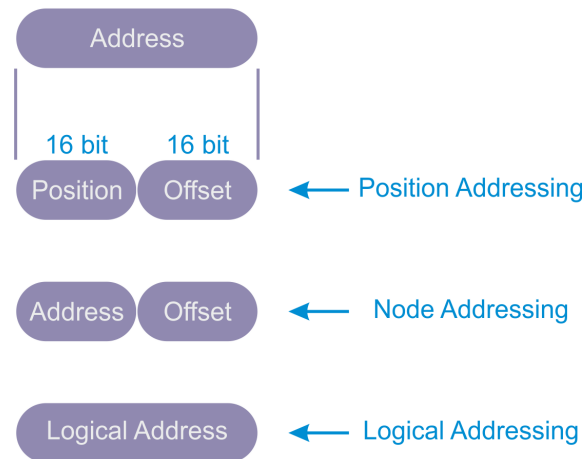 Address
16 bit 16 bit
Position Offset Position Addressing
Address Offset Node Addressing
Logical Address Logical Addressing